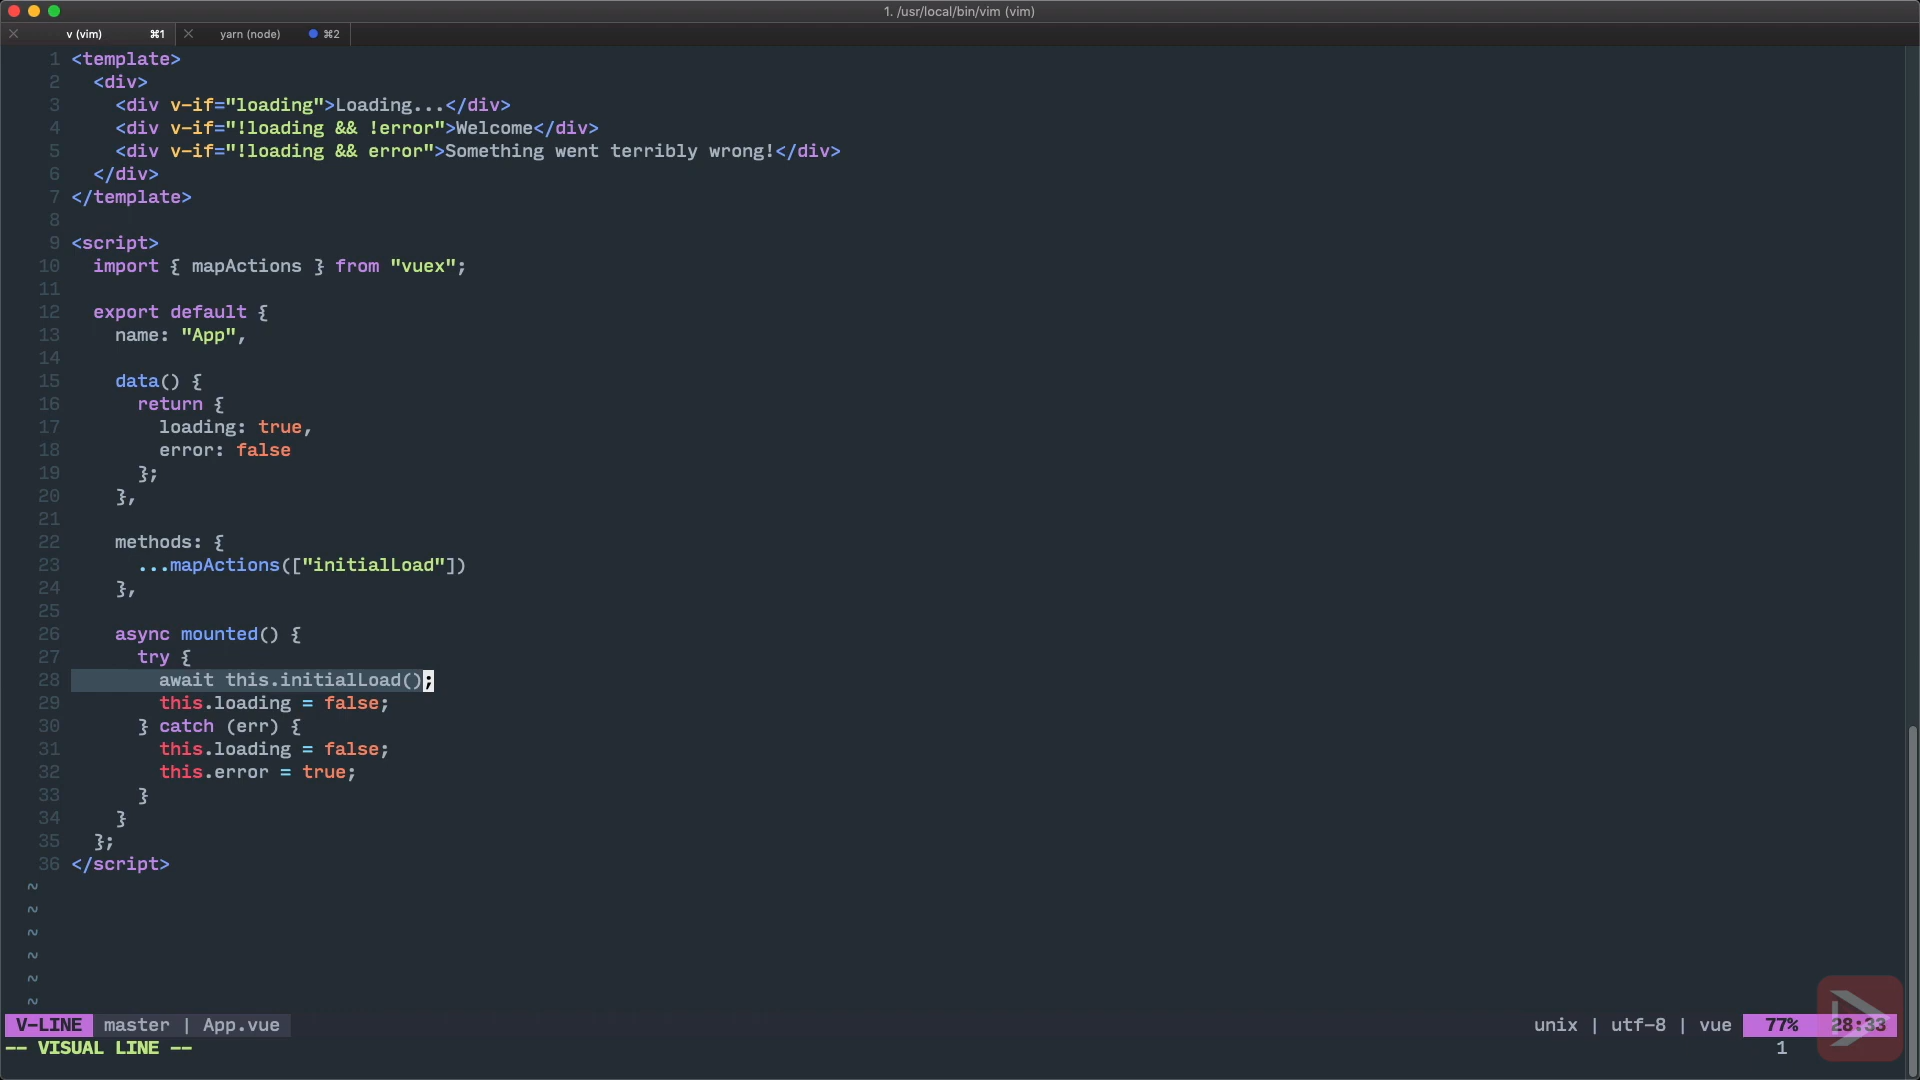 1. /usr/local/bin/vim (vim)
v (vim) ⌘1 yarn (node) ⌘2
1 <template>
2   <div>
3     <div v-if="loading">Loading...</div>
4     <div v-if="!loading && !error">Welcome</div>
5     <div v-if="!loading && error">Something went terribly wrong!</div>
6   </div>
7 </template>
8
9 <script>
10   import { mapActions } from "vuex";
11
12   export default {
13     name: "App",
14
15     data() {
16       return {
17         loading: true,
18         error: false
19       };
20     },
21
22     methods: {
23       ...mapActions(["initialLoad"])
24     },
25
26     async mounted() {
27       try {
28         await this.initialLoad();
29         this.loading = false;
30       } catch (err) {
31         this.loading = false;
32         this.error = true;
33       }
34     }
35   };
36 </script>
~
~
~
~
~
~
V-LINE master | App.vue unix | utf-8 | vue 77% 28:33
-- VISUAL LINE -- 1